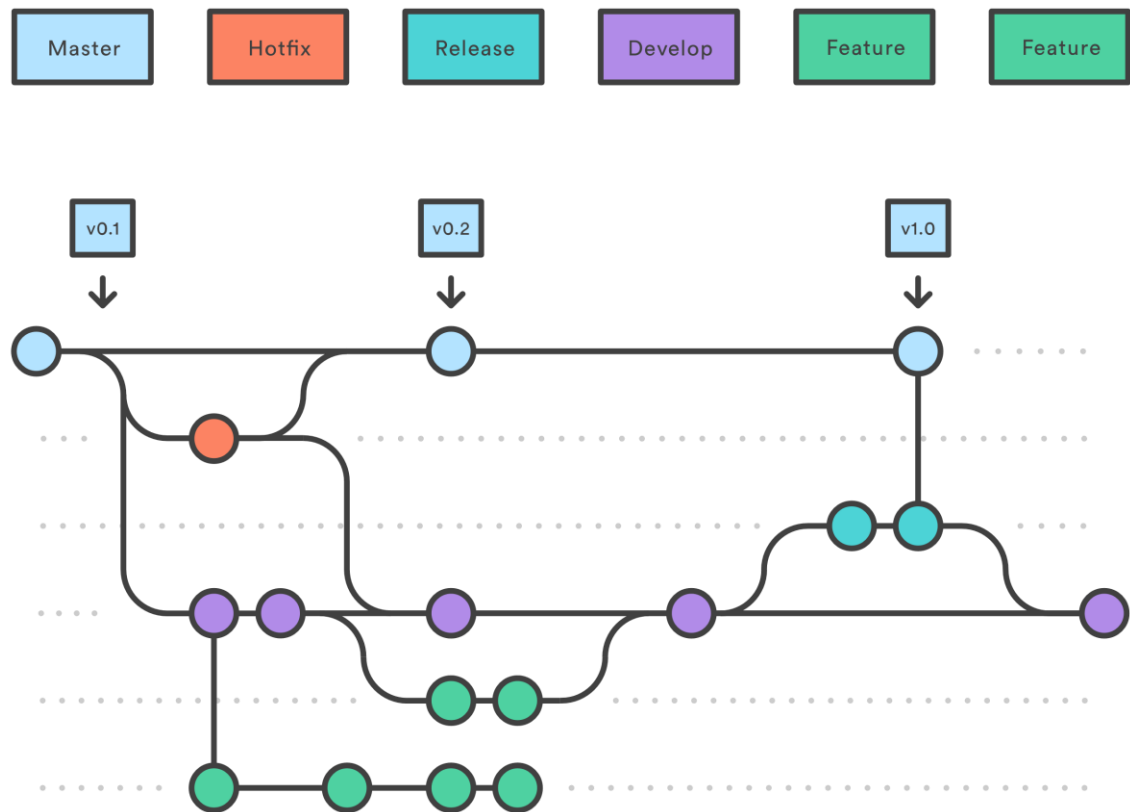 Master
Hotfix
Release
Develop
Feature
Feature
v0.1
v0.2
v1.0